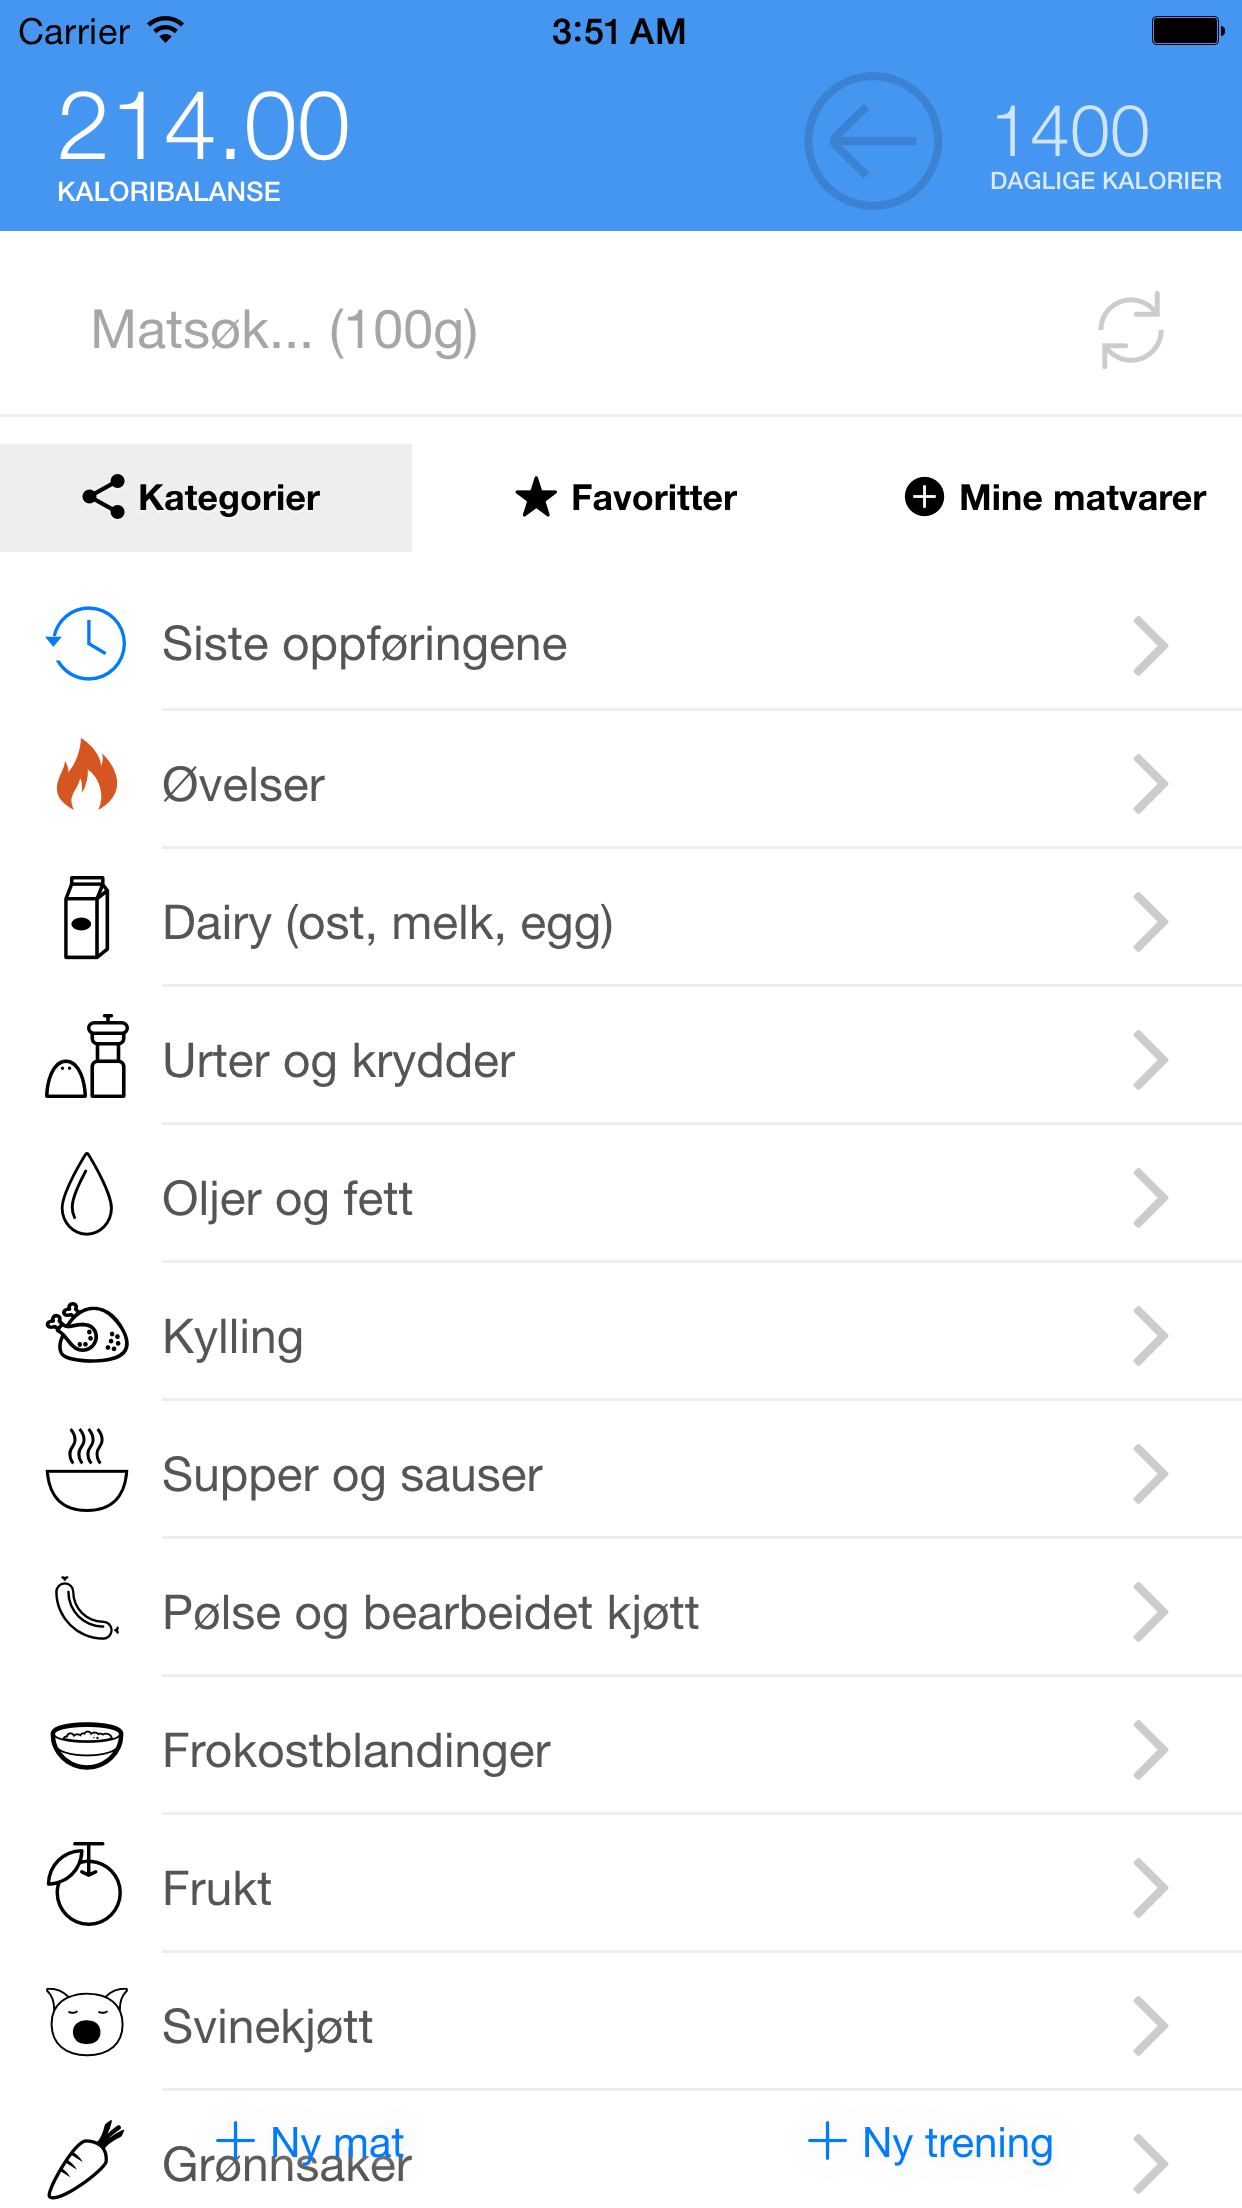 Carrier 3:51 AM
214.00
KALORIBALANSE
1400
DAGLIGE KALORIER
Matsøk... (100g)
Kategorier Favoritter Mine matvarer
Siste oppføringene
Øvelser
Dairy (ost, melk, egg)
Urter og krydder
Oljer og fett
Kylling
Supper og sauser
Pølse og bearbeidet kjøtt
Frokostblandinger
Frukt
Svinekjøtt
Ny mat Ny trening
Grønnsaker